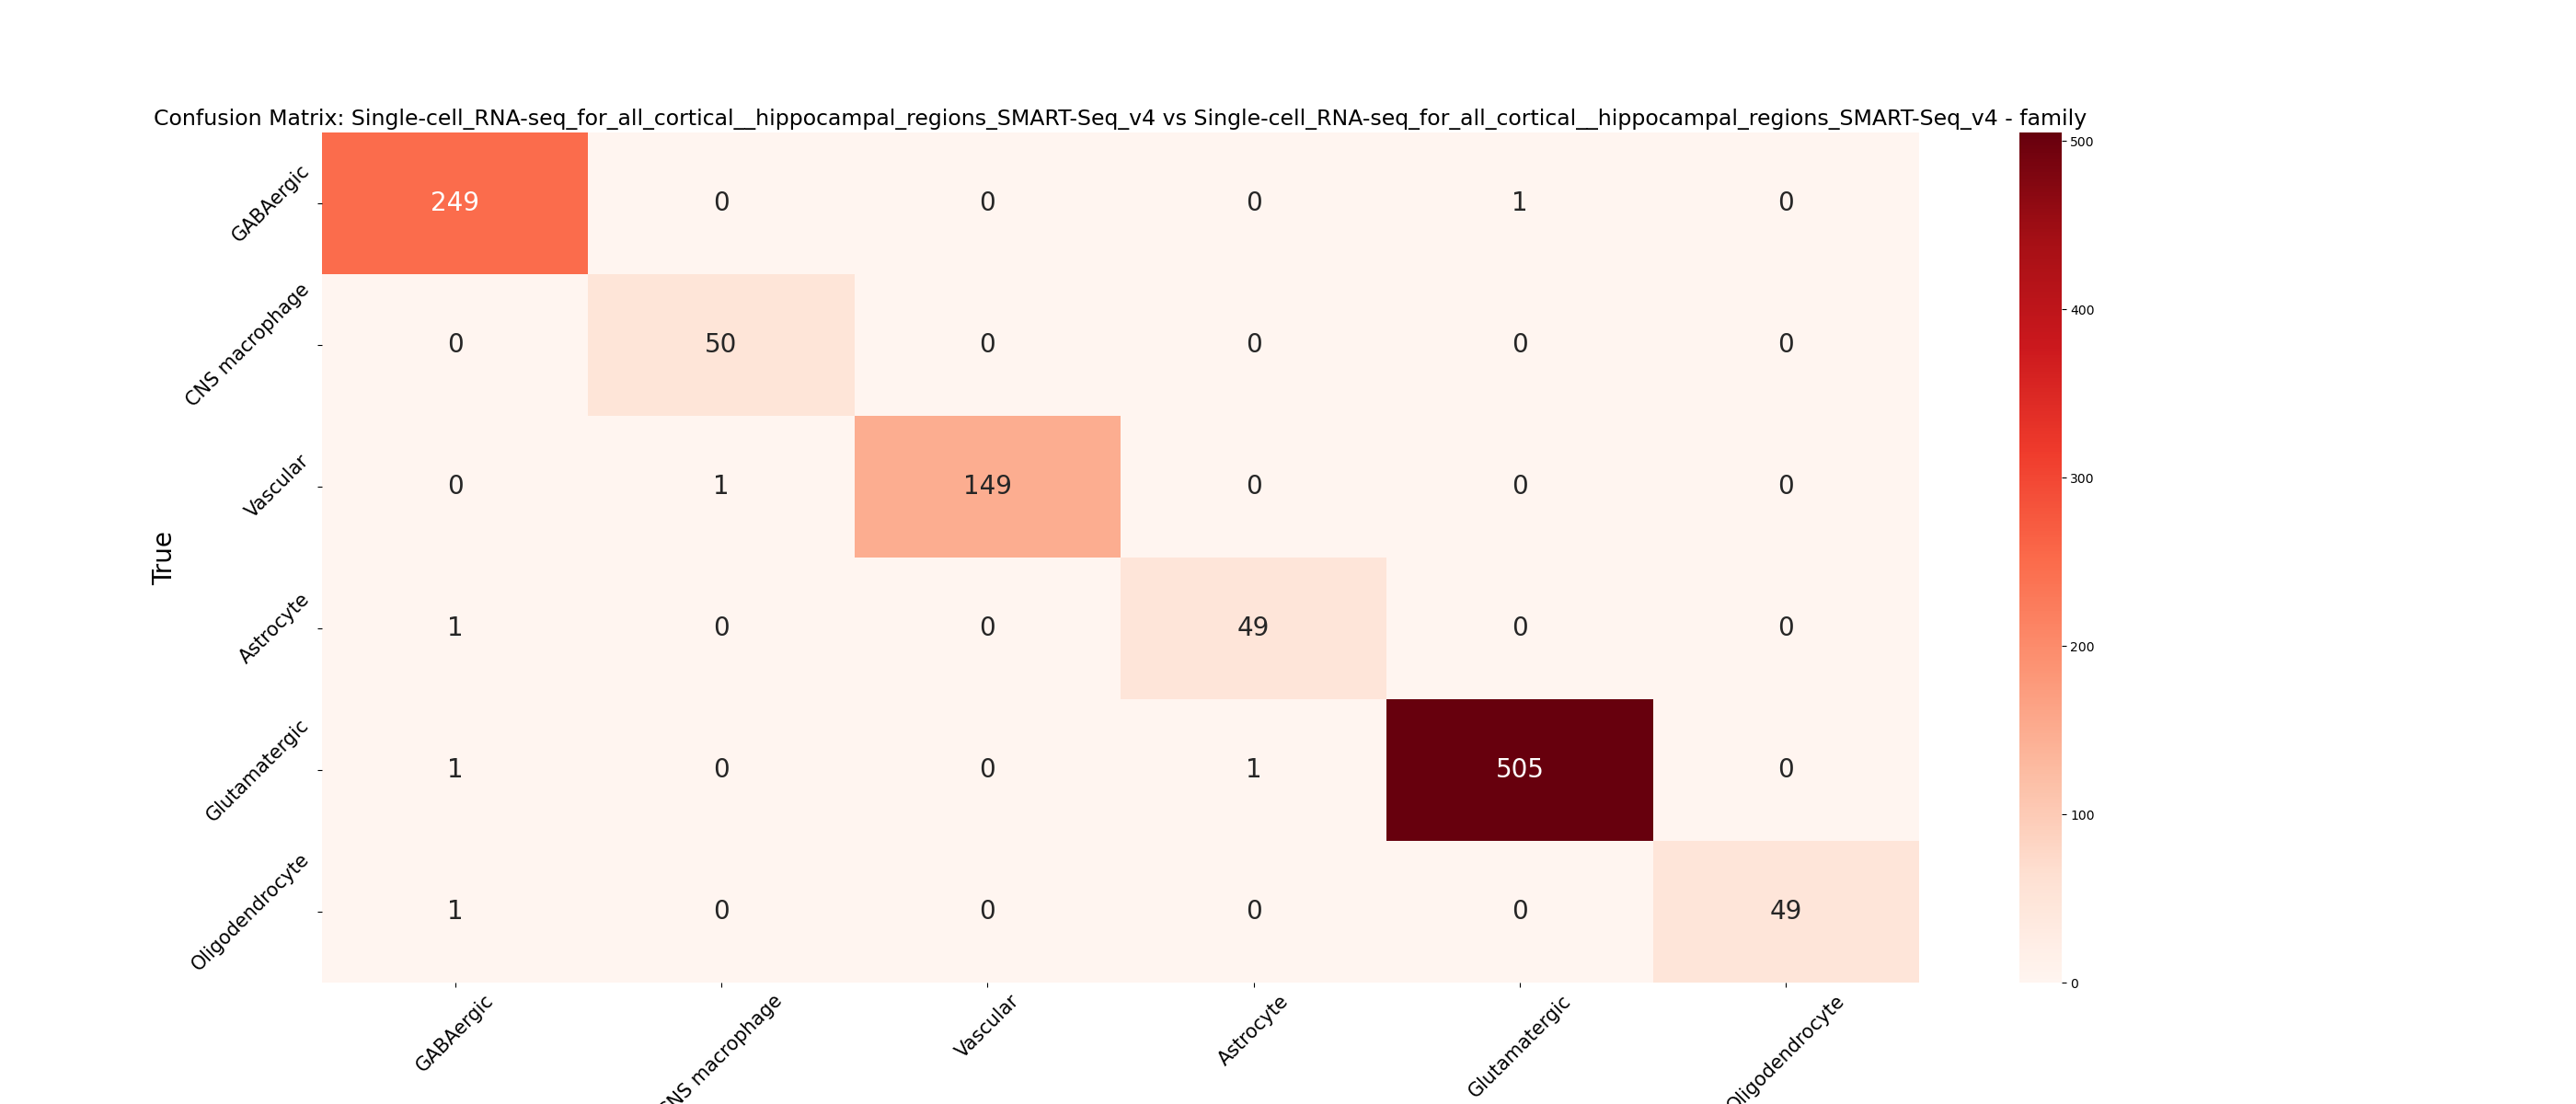 Confusion Matrix: Single-cell_RNA-seq_for_all_cortical__hippocampal_regions_SMART-Seq_v4 vs Single-cell_RNA-seq_for_all_cortical__hippocampal_regions_SMART-Seq_v4 - family
GABAergic 249 0 0 0 1 0
CNS macrophage 0 50 0 0 0 0
Vascular 0 1 149 0 0 0
Astrocyte 1 0 0 49 0 0
Glutamatergic 1 0 0 1 505 0
Oligodendrocyte 1 0 0 0 0 49
True
GABAergic
CNS macrophage
Vascular
Astrocyte
Glutamatergic
Oligodendrocyte
500
400
300
200
100
0